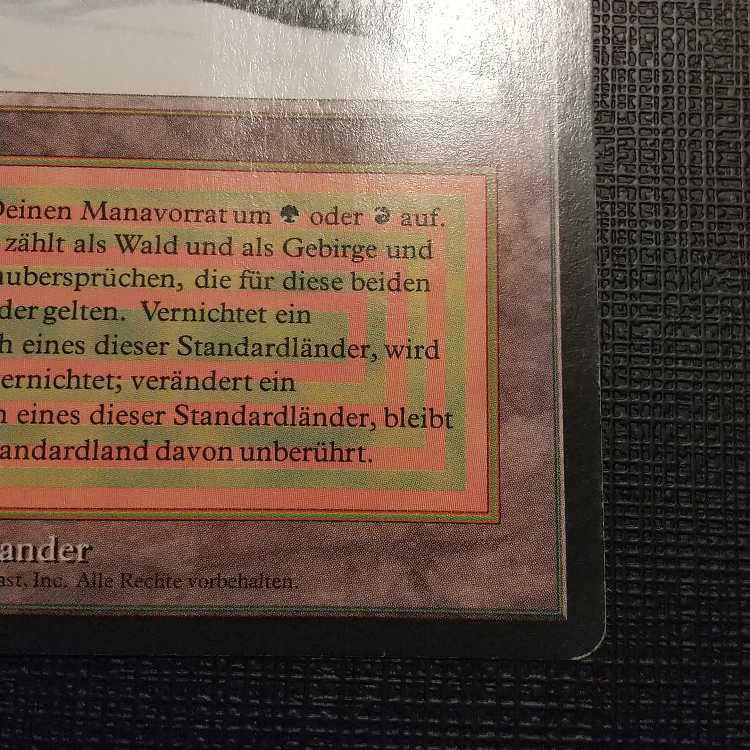 Deinen Manavorrat um oder auf.
zählt als Wald und als Gebirge und
aubersprüchen, die für diese beiden
der gelten. Vernichtet ein
h eines dieser Standardländer, wird
vernichtet; verändert ein
n eines dieser Standardländer, bleibt
andardland davon unberührt.
ander
ast, Inc. Alle Rechte vorbehalten.